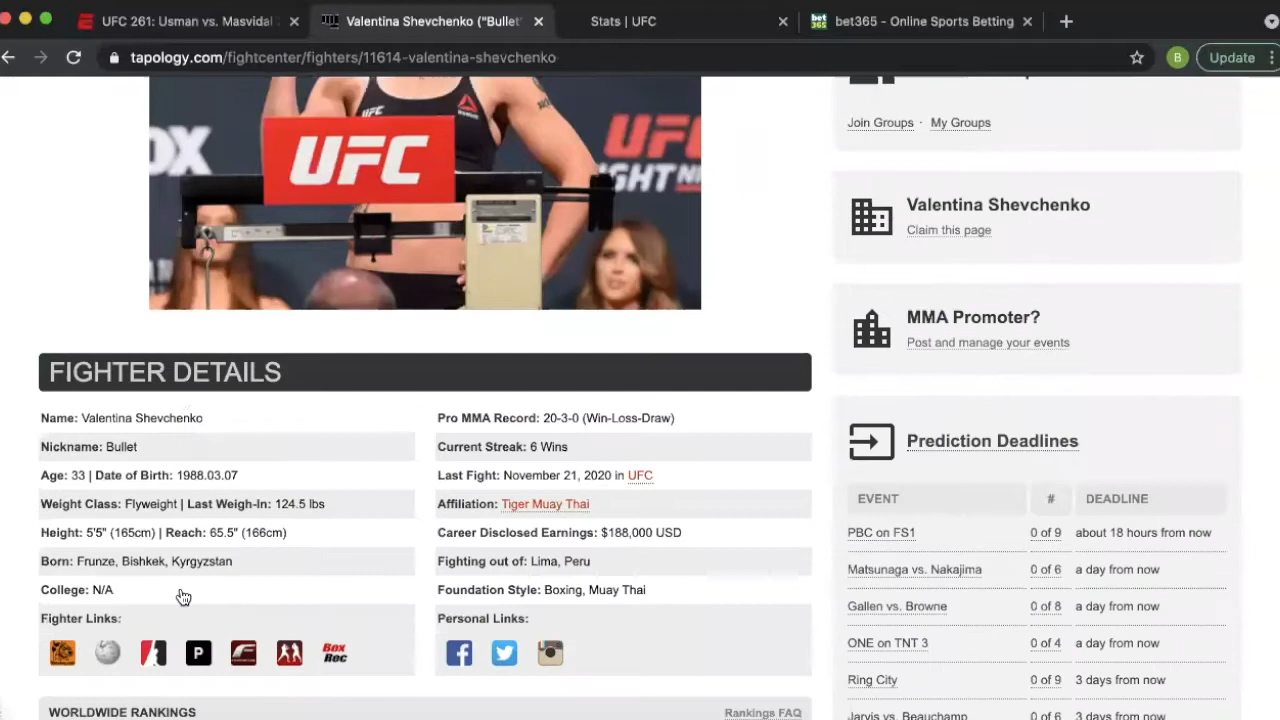 UFC 261: Usman vs. Masvidal
Valentina Shevchenko ("Bullet"
Stats | UFC
bet365 - Online Sports Betting
tapology.com/fightcenter/fighters/11614-valentina-shevchenko
B
Update
UFC
UFC
Join Groups · My Groups
Valentina Shevchenko
Claim this page
MMA Promoter?
Post and manage your events
FIGHTER DETAILS
Name: Valentina Shevchenko
Nickname: Bullet
Age: 33 | Date of Birth: 1988.03.07
Weight Class: Flyweight | Last Weigh-In: 124.5 lbs
Height: 5'5" (165cm) | Reach: 65.5" (166cm)
Born: Frunze, Bishkek, Kyrgyzstan
College: N/A
Fighter Links:
P
Box
Rec
Pro MMA Record: 20-3-0 (Win-Loss-Draw)
Current Streak: 6 Wins
Last Fight: November 21, 2020 in UFC
Affiliation: Tiger Muay Thai
Career Disclosed Earnings: $188,000 USD
Fighting out of: Lima, Peru
Foundation Style: Boxing, Muay Thai
Personal Links:
Prediction Deadlines
EVENT # DEADLINE
PBC on FS1 0 of 9 about 18 hours from now
Matsunaga vs. Nakajima 0 of 6 a day from now
Gallen vs. Browne 0 of 8 a day from now
ONE on TNT 3 0 of 4 a day from now
Ring City 0 of 9 3 days from now
Jarvis vs. Beauchamp 0 of 6 3 days from now
WORLDWIDE RANKINGS
Rankings FAQ